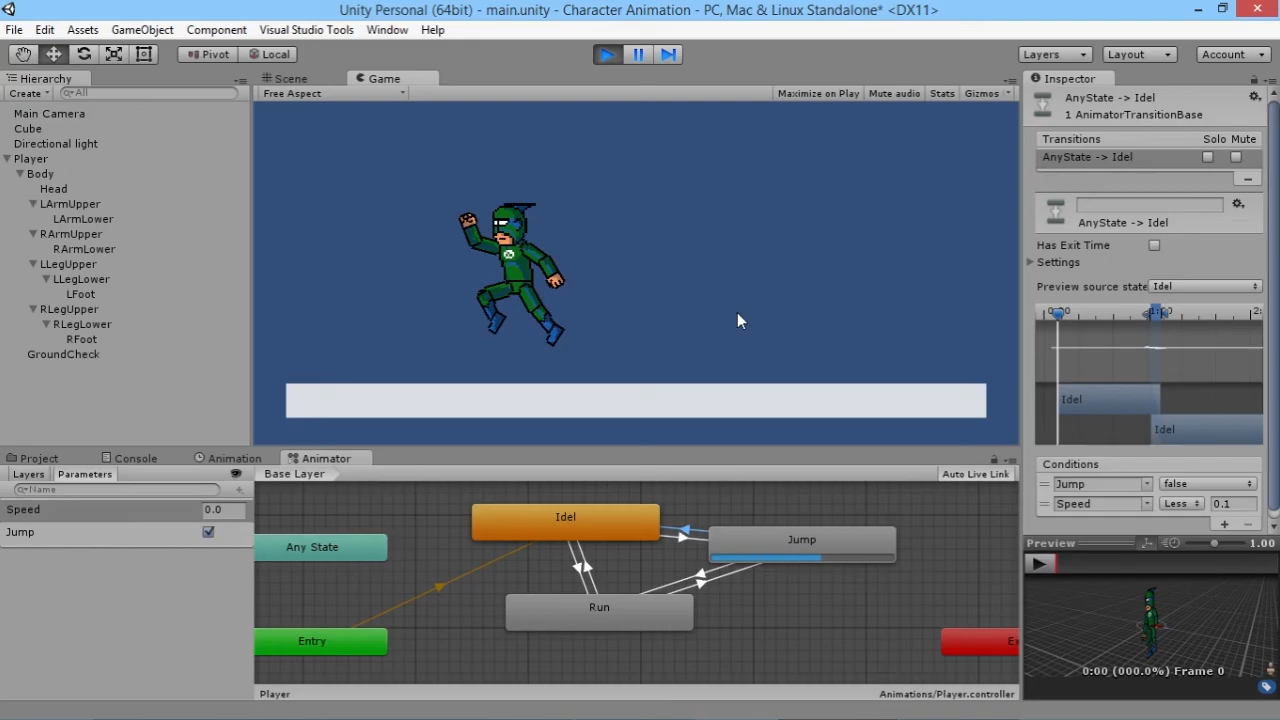 Unity Personal (64bit) - main.unity - Character Animation - PC, Mac & Linux Standalone* <DX11>
File Edit Assets GameObject Component Visual Studio Tools Window Help
Pivot Local Layers Layout Account
Hierarchy
Create All
Main Camera
Cube
Directional light
Player
Body
Head
LArmUpper
LArmLower
RArmUpper
RArmLower
LLegUpper
LLegLower
LFoot
RLegUpper
RLegLower
RFoot
GroundCheck
Scene Game
Free Aspect Maximize on Play Mute audio Stats Gizmos
Inspector
AnyState -> Idel
1 AnimatorTransitionBase
Transitions Solo Mute
AnyState -> Idel
AnyState -> Idel
Has Exit Time
Settings
Preview source state Idel
Idel
Idel
Conditions
Jump false
Speed Less 0.1
Preview 1.00
0:00 (000.0%) Frame 0
Project Console Animation Animator
Layers Parameters Base Layer Auto Live Link
Name
Speed 0.0
Jump
Idel
Any State
Jump
Run
Entry
Player Animations/Player.controller